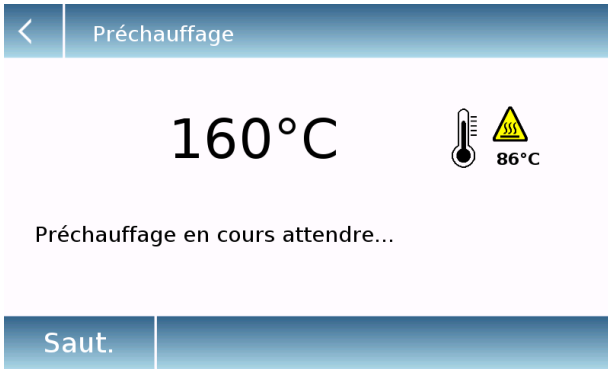 Préchauffage
160°C
86°C
Préchauffage en cours attendre...
Saut.